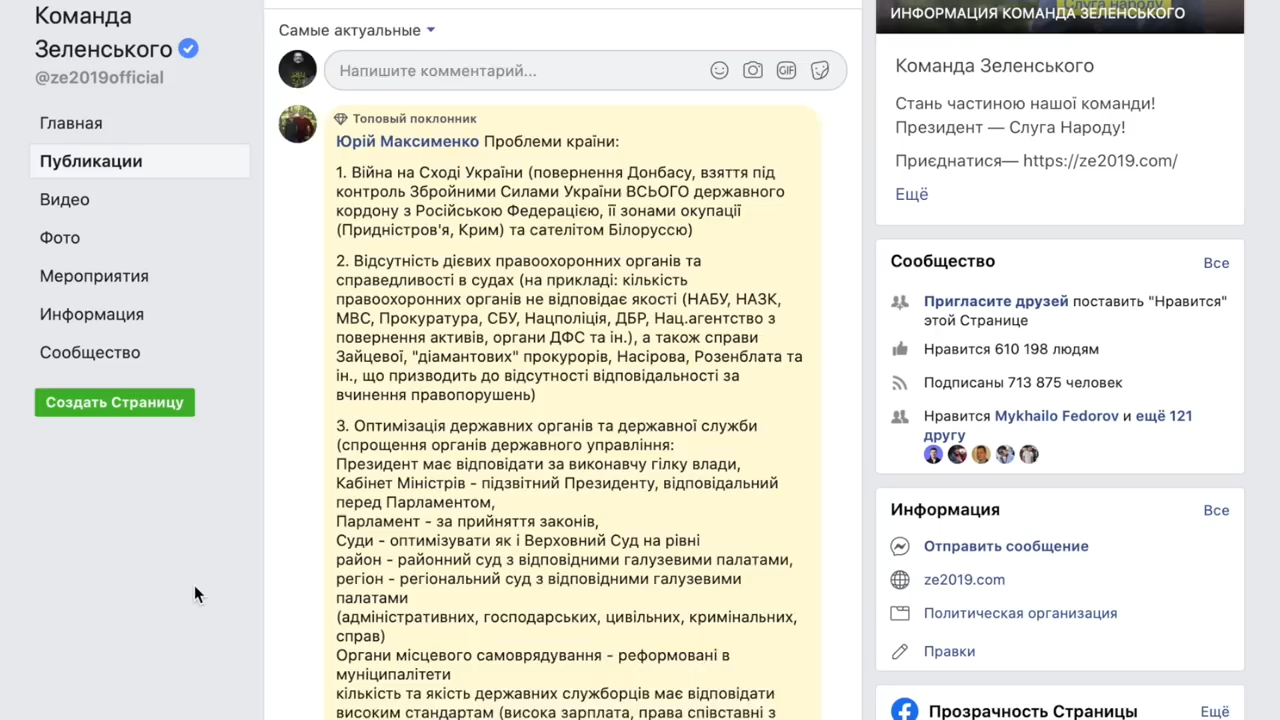 Команда
Зеленського
@ze2019official
Главная
Публикации
Видео
Фото
Мероприятия
Информация
Сообщество
Создать Страницу
Самые актуальные
Напишите комментарий...
GIF
Топовый поклонник
Юрій Максименко Проблеми країни:
1. Війна на Сході України (повернення Донбасу, взяття під
контроль Збройними Силами України ВСЬОГО державного
кордону з Російською Федерацією, її зонами окупації
(Придністров'я, Крим) та сателітом Білоруссю)
2. Відсутність дієвих правоохоронних органів та
справедливості в судах (на прикладі: кількість
правоохоронних органів не відповідає якості (НАБУ, НАЗК,
МВС, Прокуратура, СБУ, Нацполіція, ДБР, Нац.агентство з
повернення активів, органи ДФС та ін.), а також справи
Зайцевої, "діамантових" прокурорів, Насірова, Розенблата та
ін., що призводить до відсутності відповідальності за
вчинення правопорушень)
3. Оптимізація державних органів та державної служби
(спрощення органів державного управління:
Президент має відповідати за виконавчу гілку влади,
Кабінет Міністрів - підзвітний Президенту, відповідальний
перед Парламентом,
Парламент - за прийняття законів,
Суди - оптимізувати як і Верховний Суд на рівні
район - районний суд з відповідними галузевими палатами,
регіон - регіональний суд з відповідними галузевими
палатами
(адміністративних, господарських, цивільних, кримінальних,
справ)
Органи місцевого самоврядування - реформовані в
муніципалітети
кількість та якість державних служборців має відповідати
високим стандартам (висока зарплата, права співставні з
Слуга народу
ИНФОРМАЦИЯ КОМАНДА ЗЕЛЕНСЬКОГО
Команда Зеленського
Стань частиною нашої команди!
Президент — Слуга Народу!
Приєднатися— https://ze2019.com/
Ещё
Сообщество
Все
Пригласите друзей поставить "Нравится"
этой Странице
Нравится 610 198 людям
Подписаны 713 875 человек
Нравится Mykhailo Fedorov и ещё 121
другу
Информация
Все
Отправить сообщение
ze2019.com
Политическая организация
Правки
Прозрачность Страницы
Ещё